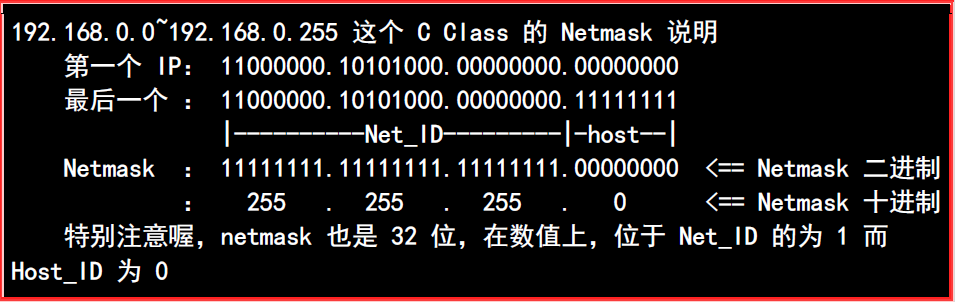 192.168.0.0~192.168.0.255 这个 C Class 的 Netmask 说明
第一个 IP: 11000000.10101000.00000000.00000000
最后一个 : 11000000.10101000.00000000.11111111
|----------Net_ID---------|-host--|
Netmask : 11111111.11111111.11111111.00000000 <== Netmask 二进制
: 255 . 255 . 255 . 0 <== Netmask 十进制
特别注意喔，netmask 也是 32 位，在数值上，位于 Net_ID 的为 1 而
Host_ID 为 0